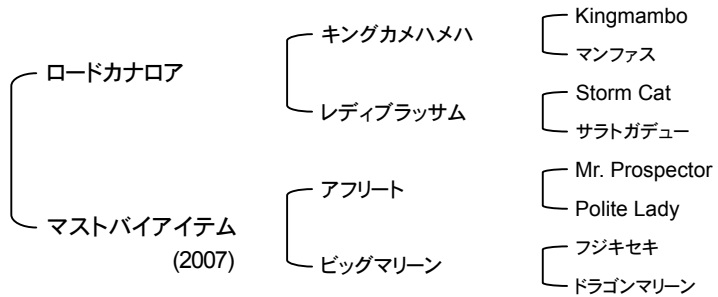 ロードカナロア
マストバイアイテム
(2007)
キングカメハメハ
レディブラッサム
アフリート
ビッグマリーン
Kingmambo
マンファス
Storm Cat
サラトガデュー
Mr. Prospector
Polite Lady
フジキセキ
ドラゴンマリーン